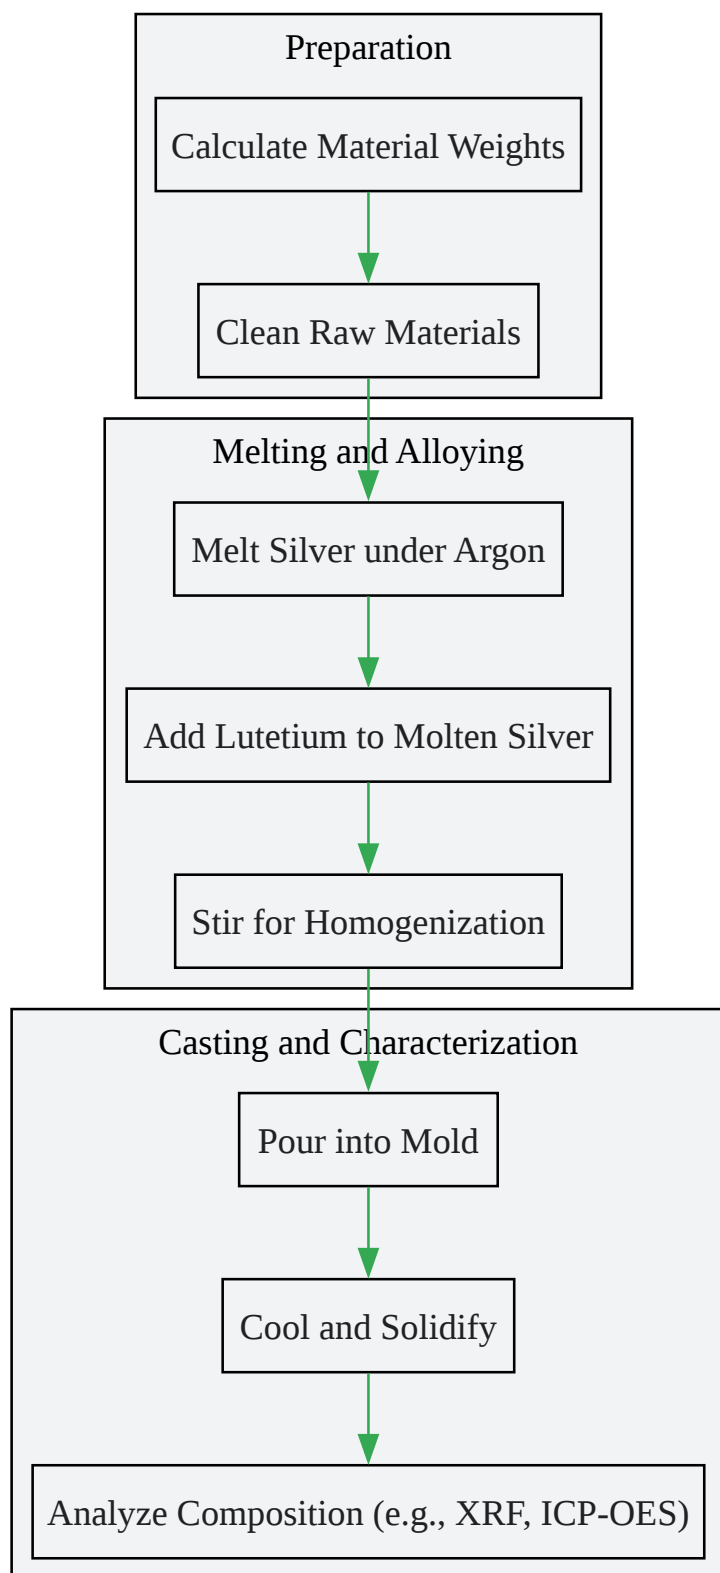 Preparation
Calculate Material Weights
Clean Raw Materials
Melting and Alloying
Melt Silver under Argon
Add Lutetium to Molten Silver
Stir for Homogenization
Casting and Characterization
Pour into Mold
Cool and Solidify
Analyze Composition (e.g., XRF, ICP-OES)